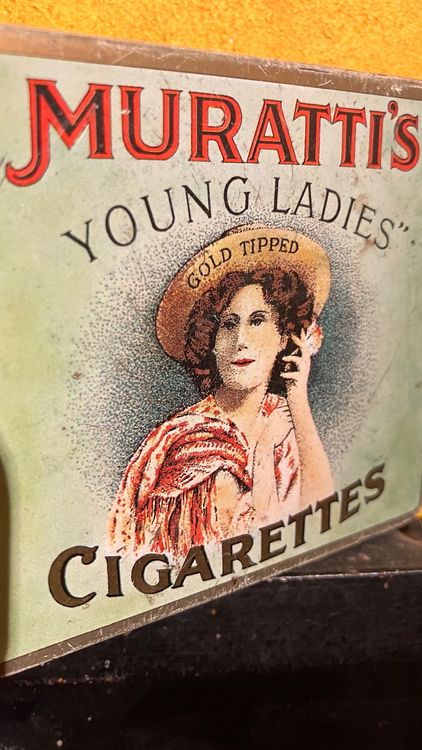 MURATTI'S
YOUNG LADIES"
GOLD TIPPED
CIGARETTES